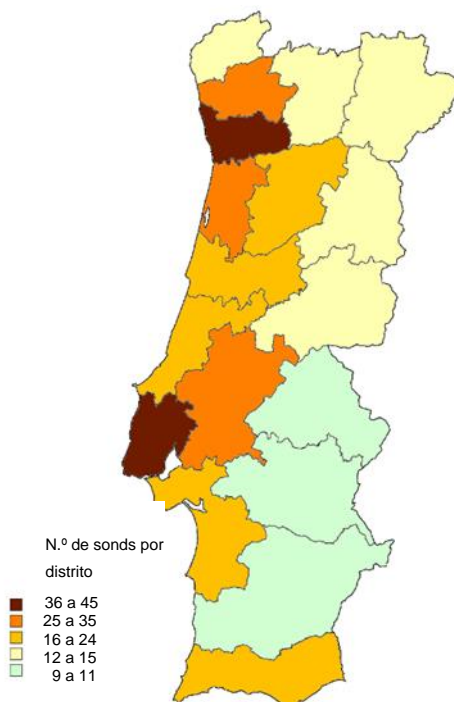 N.º de sonds por
distrito
36 a 45
25 a 35
16 a 24
12 a 15
9 a 11